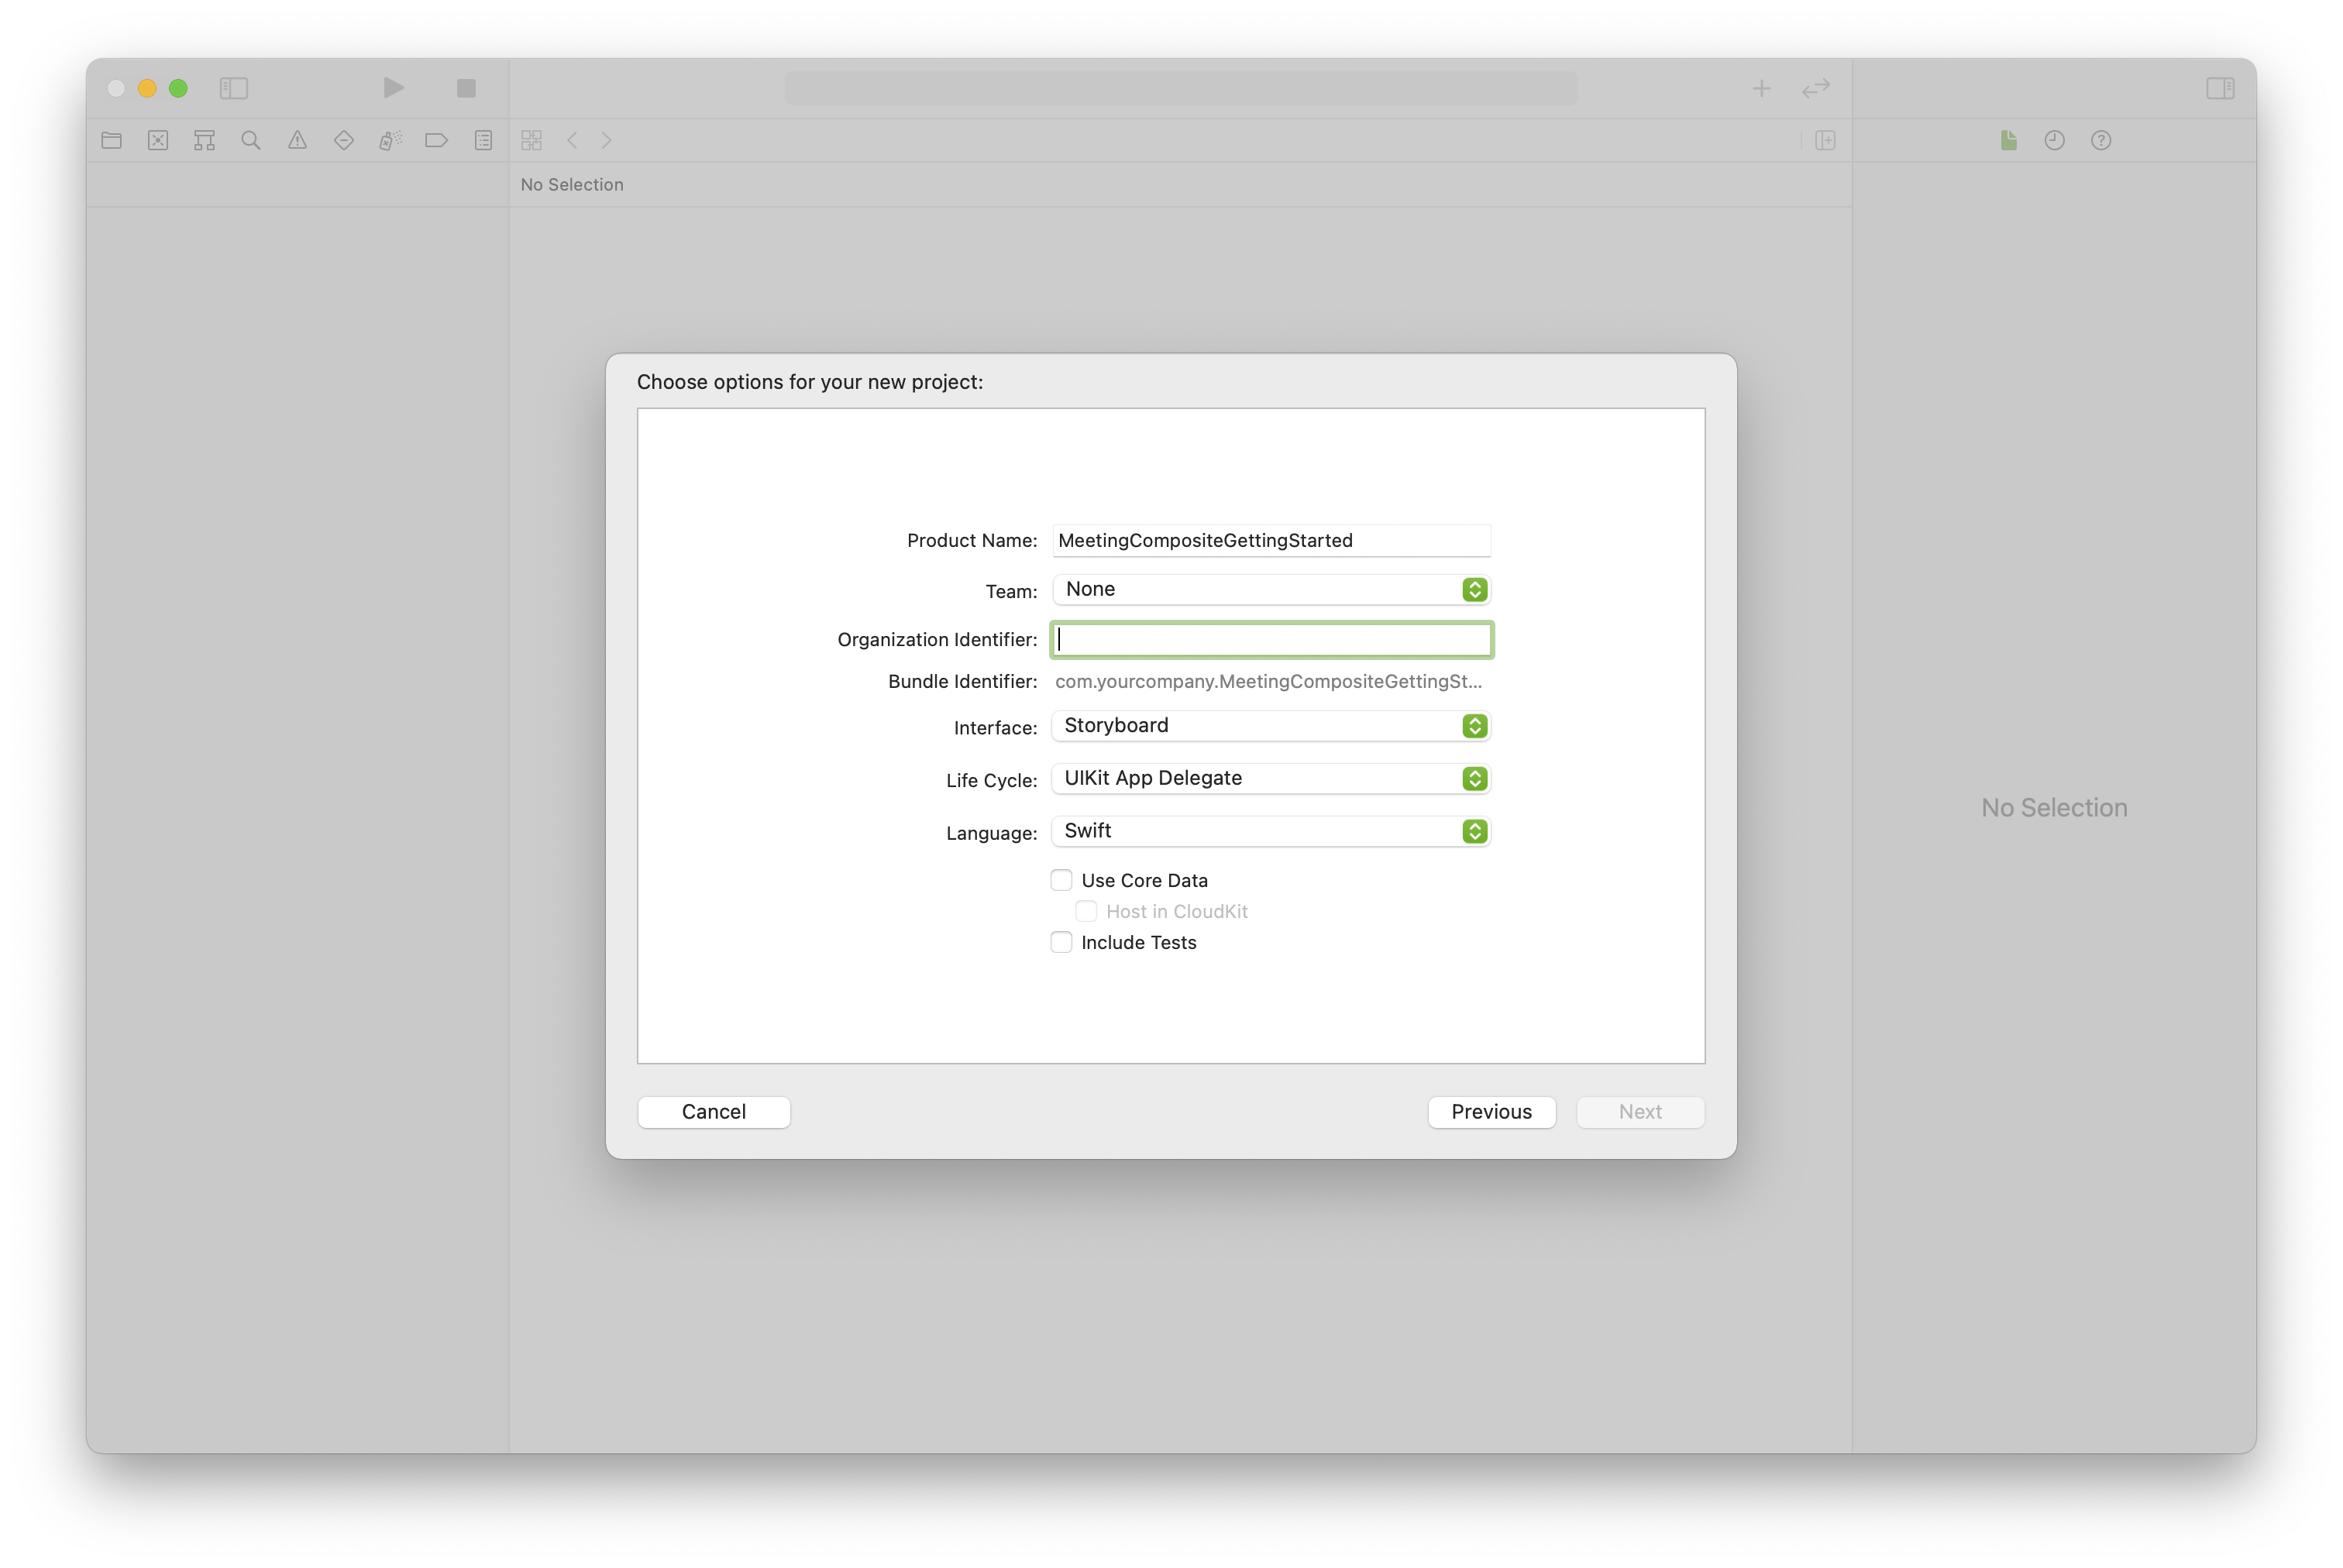 No Selection
Choose options for your new project:
Product Name: MeetingCompositeGettingStarted
Team: None
Organization Identifier:
Bundle Identifier: com.yourcompany.MeetingCompositeGettingSt...
Interface: Storyboard
Life Cycle: UIKit App Delegate
Language: Swift
Use Core Data
Host in CloudKit
Include Tests
No Selection
Cancel Previous Next